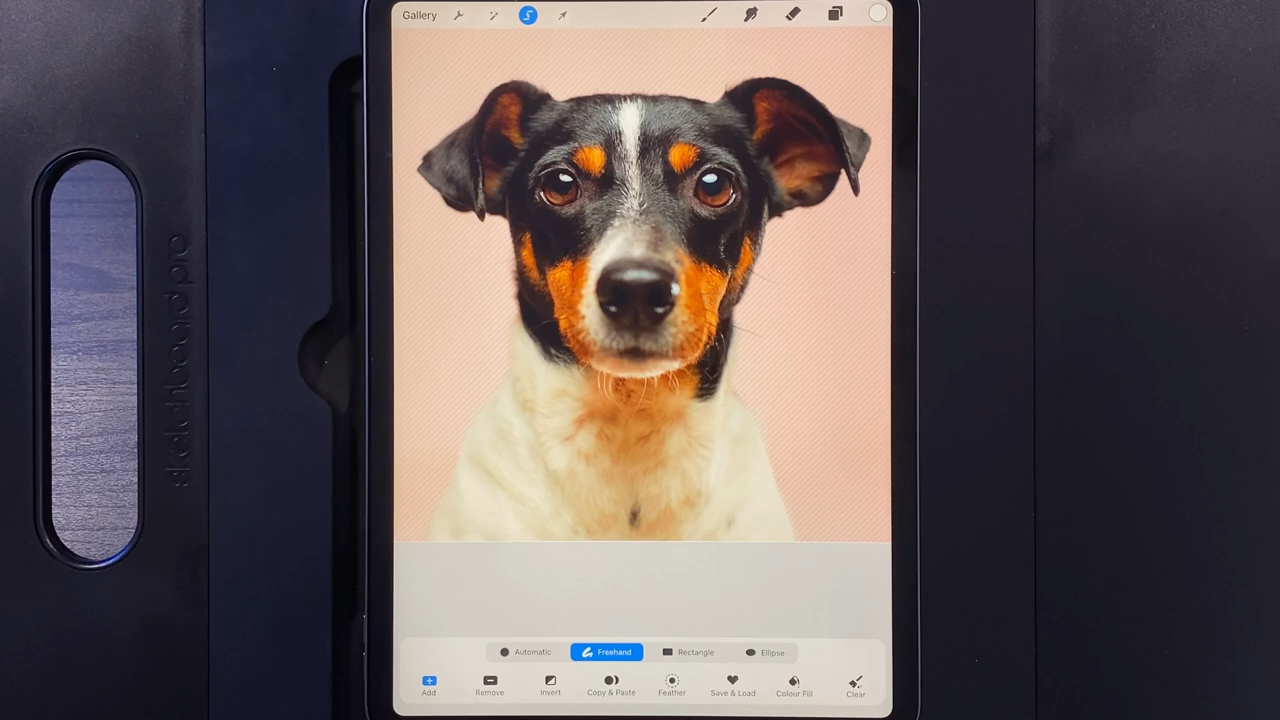 Gallery
sketchboard pro
Automatic Freehand Rectangle Ellipse
Add Remove Invert Copy & Paste Feather Save & Load Colour Fill Clear